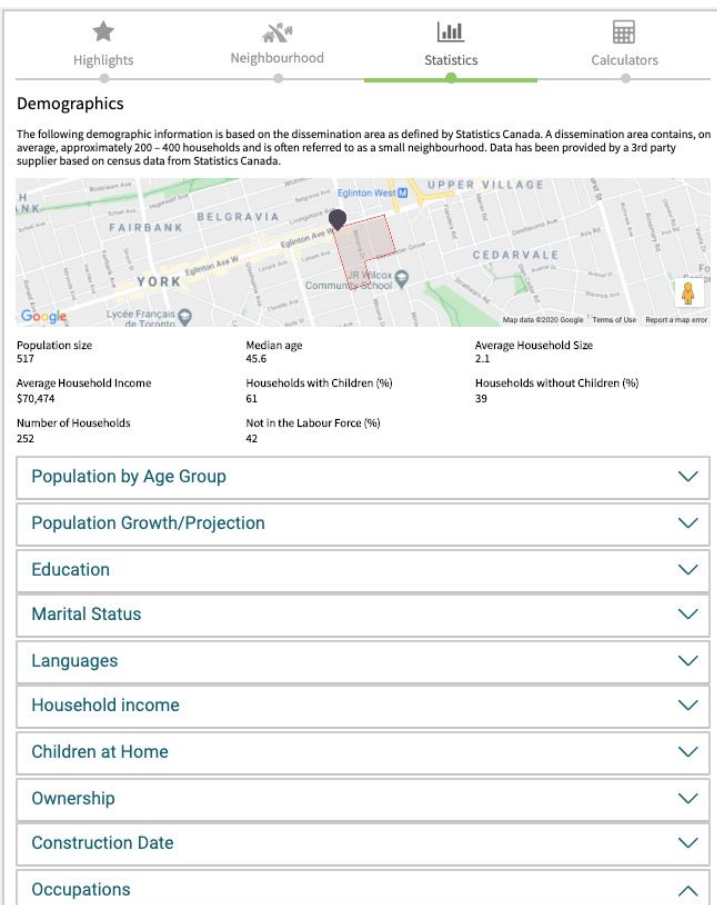 Highlights
Neighbourhood
Statistics
Calculators
Demographics
The following demographic information is based on the dissemination area as defined by Statistics Canada. A dissemination area contains, on
average, approximately 200 – 400 households and is often referred to as a small neighbourhood. Data has been provided by a 3rd party
supplier based on census data from Statistics Canada.
UPPER VILLAGE
Eglinton West
BELGRAVIA
FAIRBANK
Eglinton Ave W
CEDARVALE
Eglinton Ave W
YORK
JR Wilcox
Community School
Lycée Français
de Toronto
Google
Map data ©2020 Google
Terms of Use
Report a map error
Population size
517
Median age
45.6
Average Household Size
2.1
Average Household Income
$70,474
Households with Children (%)
61
Households without Children (%)
39
Number of Households
252
Not in the Labour Force (%)
42
Population by Age Group
Population Growth/Projection
Education
Marital Status
Languages
Household income
Children at Home
Ownership
Construction Date
Occupations